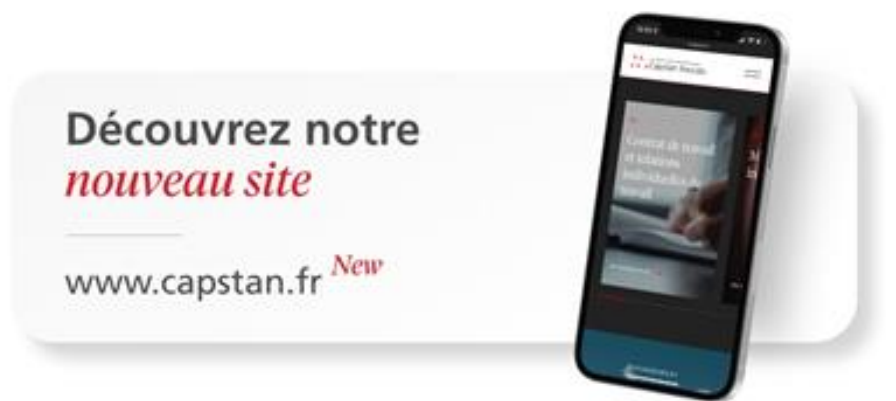 Découvrez notre
nouveau site
www.capstan.fr New
Contrat de travail
et relations
individuelles de
travail